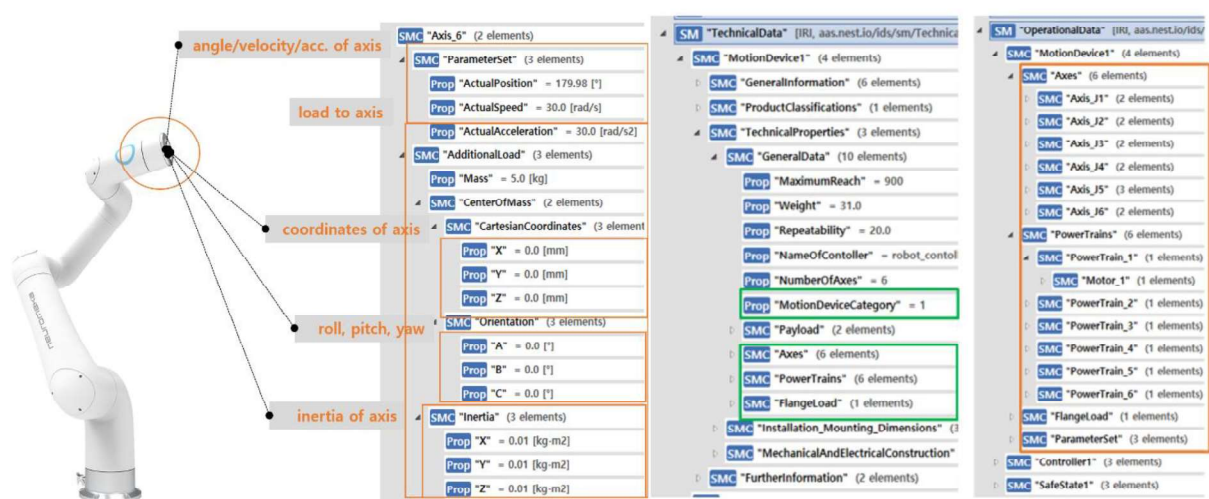 angle/velocity/acc. of axis
load to axis
coordinates of axis
roll, pitch, yaw
inertia of axis
neuromeka
SMC "Axis_6" (2 elements)
SMC "ParameterSet" (3 elements)
Prop "ActualPosition" = 179.98 [°]
Prop "ActualSpeed" = 30.0 [rad/s]
Prop "ActualAcceleration" = 30.0 [rad/s2]
SMC "AdditionalLoad" (3 elements)
Prop "Mass" = 5.0 [kg]
SMC "CenterOfMass" (2 elements)
SMC "CartesianCoordinates" (3 element
Prop "X" = 0.0 [mm]
Prop "Y" = 0.0 [mm]
Prop "Z" = 0.0 [mm]
SMC "Orientation" (3 elements)
Prop "A" = 0.0 [°]
Prop "B" = 0.0 [°]
Prop "C" = 0.0 [°]
SMC "Inertia" (3 elements)
Prop "X" = 0.01 [kg-m2]
Prop "Y" = 0.01 [kg-m2]
Prop "Z" = 0.01 [kg-m2]
SM "TechnicalData" [IRI, aas.nest.io/ids/sm/Technica
SMC "MotionDevice1" (4 elements)
SMC "GeneralInformation" (6 elements)
SMC "ProductClassifications" (1 elements)
SMC "TechnicalProperties" (3 elements)
SMC "GeneralData" (10 elements)
Prop "MaximumReach" = 900
Prop "Weight" = 31.0
Prop "Repeatability" = 20.0
Prop "NameOfContoller" = robot_contoll
Prop "NumberOfAxes" = 6
Prop "MotionDeviceCategory" = 1
SMC "Payload" (2 elements)
SMC "Axes" (6 elements)
SMC "PowerTrains" (6 elements)
SMC "FlangeLoad" (1 elements)
SMC "Installation_Mounting_Dimensions" (3
SMC "MechanicalAndElectricalConstruction"
SMC "FurtherInformation" (2 elements)
SM "OperationalData" [IRI, aas.nest.io/ids/
SMC "MotionDevice1" (4 elements)
SMC "Axes" (6 elements)
SMC "Axis_J1" (2 elements)
SMC "Axis_J2" (2 elements)
SMC "Axis_J3" (2 elements)
SMC "Axis_J4" (2 elements)
SMC "Axis_J5" (3 elements)
SMC "Axis_J6" (2 elements)
SMC "PowerTrains" (6 elements)
SMC "PowerTrain_1" (1 elements)
SMC "Motor_1" (1 elements)
SMC "PowerTrain_2" (1 elements)
SMC "PowerTrain_3" (1 elements)
SMC "PowerTrain_4" (1 elements)
SMC "PowerTrain_5" (1 elements)
SMC "PowerTrain_6" (1 elements)
SMC "FlangeLoad" (1 elements)
SMC "ParameterSet" (3 elements)
SMC "Controller1" (3 elements)
SMC "SafeState1" (3 elements)